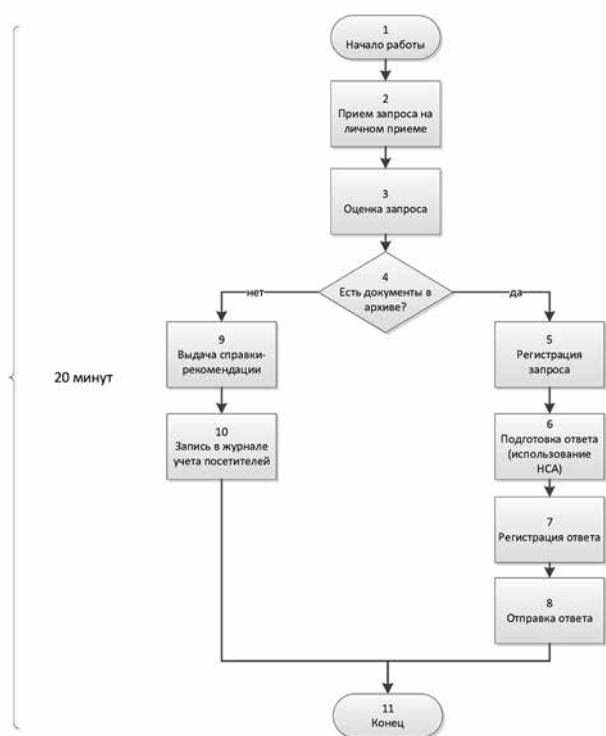 1
Начало работы
2
Прием запроса на
личном приеме
3
Оценка запроса
4
Есть документы в
архиве?
нет
да
9
Выдача справки-
рекомендации
10
Запись в журнале
учета посетителей
5
Регистрация
запроса
6
Подготовка ответа
(использование
НСА)
7
Регистрация ответа
8
Отправка ответа
20 минут
11
Конец